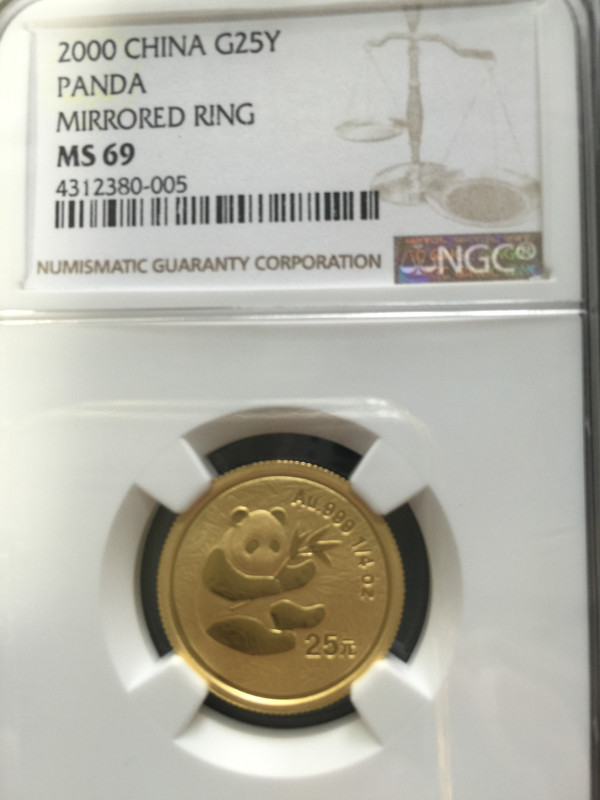 2000 CHINA G25Y
PANDA
MIRRORED RING
MS 69
4312380-005
NUMISMATIC GUARANTY CORPORATION
NGC®
Au.999 1/4 oz
25元